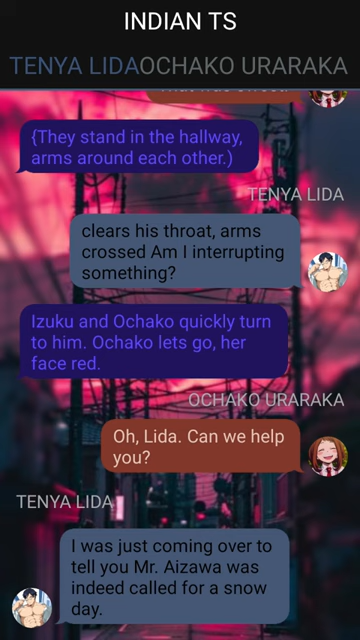 INDIAN TS
TENYA LIDAOCHAKO URARAKA
{They stand in the hallway,
arms around each other.)
TENYA LIDA
clears his throat, arms
crossed Am I interrupting
something?
Izuku and Ochako quickly turn
to him. Ochako lets go, her
face red.
OCHAKO URARAKA
Oh, Lida. Can we help
you?
TENYA LIDA
I was just coming over to
tell you Mr. Aizawa was
indeed called for a snow
day.